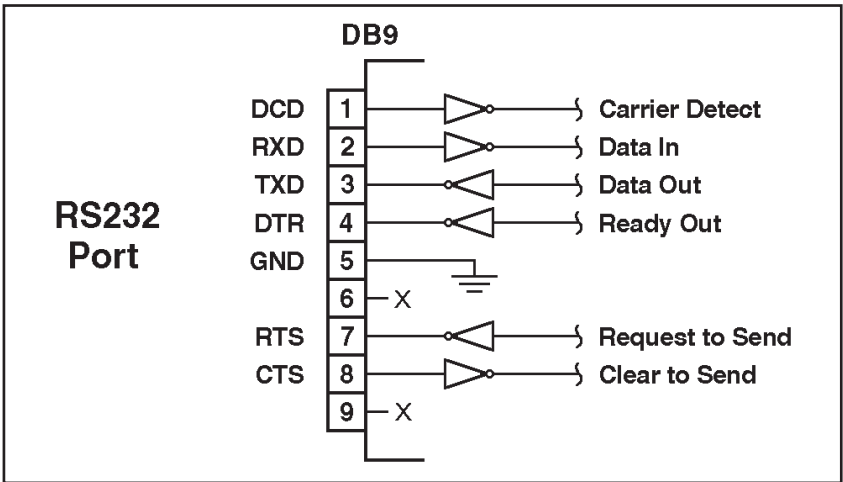 DB9
DCD 1 Carrier Detect
RXD 2 Data In
TXD 3 Data Out
RS232
Port
DTR 4 Ready Out
GND 5
6 X
RTS 7 Request to Send
CTS 8 Clear to Send
9 X